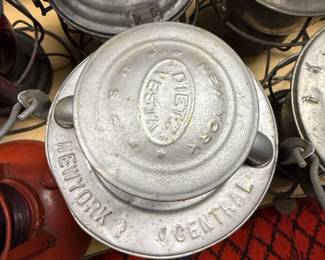 DIETZ
VESTA
NEW YORK
U S A
NEW YORK
CENTRAL